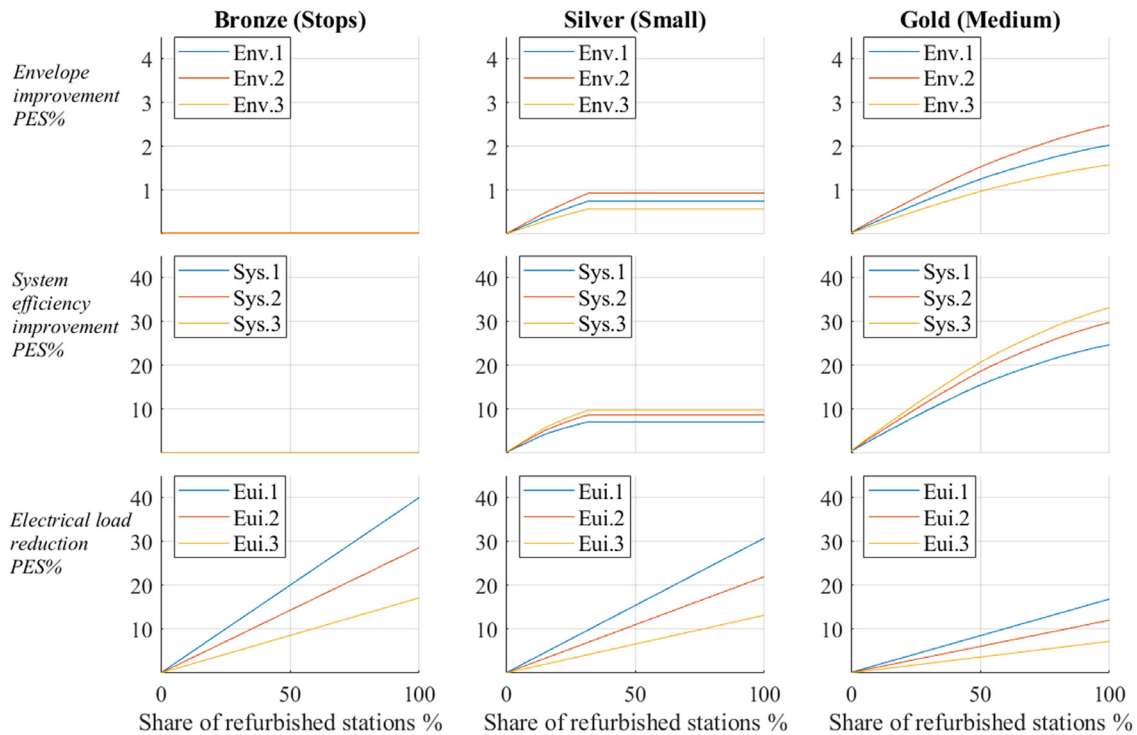 Bronze (Stops)
Silver (Small)
Gold (Medium)
Envelope
improvement
PES%
4
3
2
1
Env.1
Env.2
Env.3
4
3
2
1
Env.1
Env.2
Env.3
4
3
2
1
Env.1
Env.2
Env.3
System
efficiency
improvement
PES%
40
30
20
10
Sys.1
Sys.2
Sys.3
40
30
20
10
Sys.1
Sys.2
Sys.3
40
30
20
10
Sys.1
Sys.2
Sys.3
Electrical load
reduction
PES%
40
30
20
10
Eui.1
Eui.2
Eui.3
0 50 100
Share of refurbished stations %
40
30
20
10
Eui.1
Eui.2
Eui.3
0 50 100
Share of refurbished stations %
40
30
20
10
Eui.1
Eui.2
Eui.3
0 50 100
Share of refurbished stations %